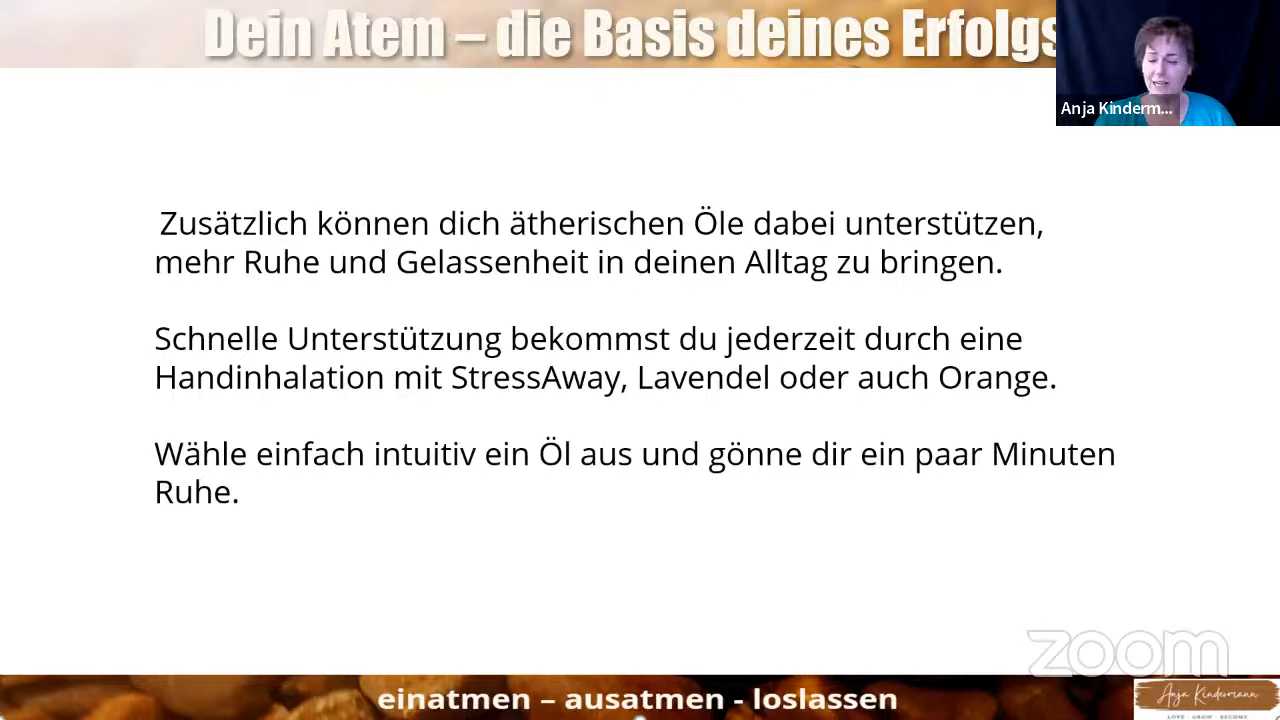 Dein Atem – die Basis deines Erfolgs
Anja Kinderm...
Zusätzlich können dich ätherischen Öle dabei unterstützen,
mehr Ruhe und Gelassenheit in deinen Alltag zu bringen.
Schnelle Unterstützung bekommst du jederzeit durch eine
Handinhalation mit StressAway, Lavendel oder auch Orange.
Wähle einfach intuitiv ein Öl aus und gönne dir ein paar Minuten
Ruhe.
zoom
einatmen – ausatmen - loslassen
Anja Kindermann
LOVE · GROW · BECOME